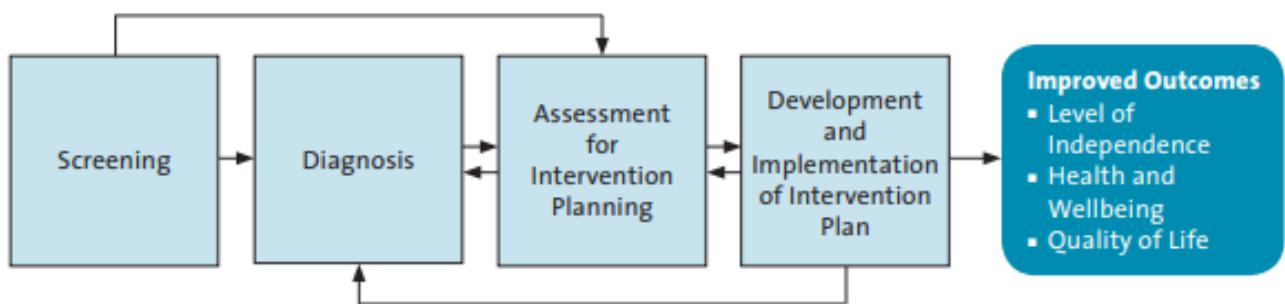 Screening
Diagnosis
Assessment
for
Intervention
Planning
Development
and
Implementation
of Intervention
Plan
Improved Outcomes
▪ Level of
Independence
▪ Health and
Wellbeing
▪ Quality of Life